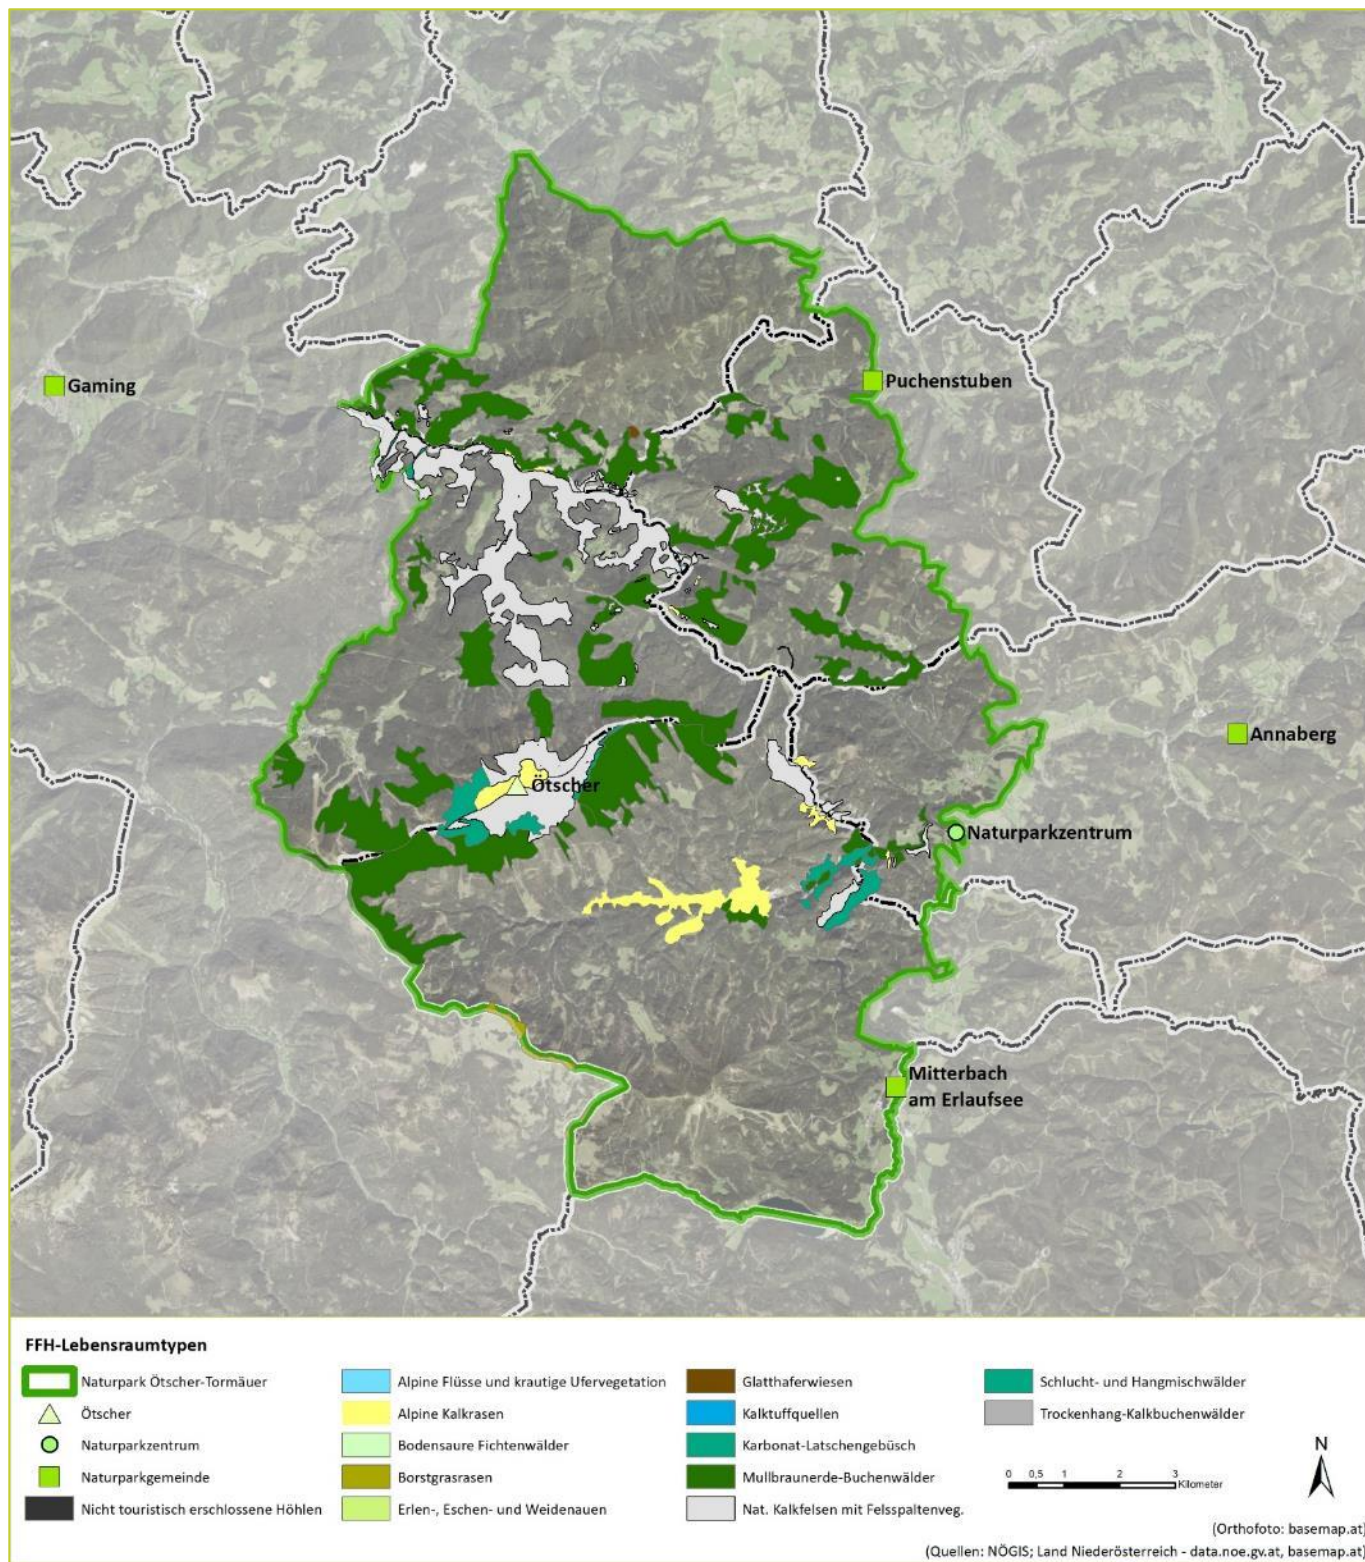 Gaming
Puchenstuben
Annaberg
Ötscher
Naturparkzentrum
Mitterbach
am Erlaufsee
FFH-Lebensraumtypen
Naturpark Ötscher-Tormäuer
Ötscher
Naturparkzentrum
Naturparkgemeinde
Nicht touristisch erschlossene Höhlen
Alpine Flüsse und krautige Ufervegetation
Alpine Kalkrasen
Bodensaure Fichtenwälder
Borstgrasrasen
Erlen-, Eschen- und Weidenauen
Glatthaferwiesen
Kalktuffquellen
Karbonat-Latschengebüsch
Mullbraunerde-Buchenwälder
Nat. Kalkfelsen mit Felsspaltenveg.
Schlucht- und Hangmischwälder
Trockenhang-Kalkbuchenwälder
N
0 0,5 1 2 3
Kilometer
(Orthofoto: basemap.at)
(Quellen: NÖGIS; Land Niederösterreich - data.noe.gv.at, basemap.at)